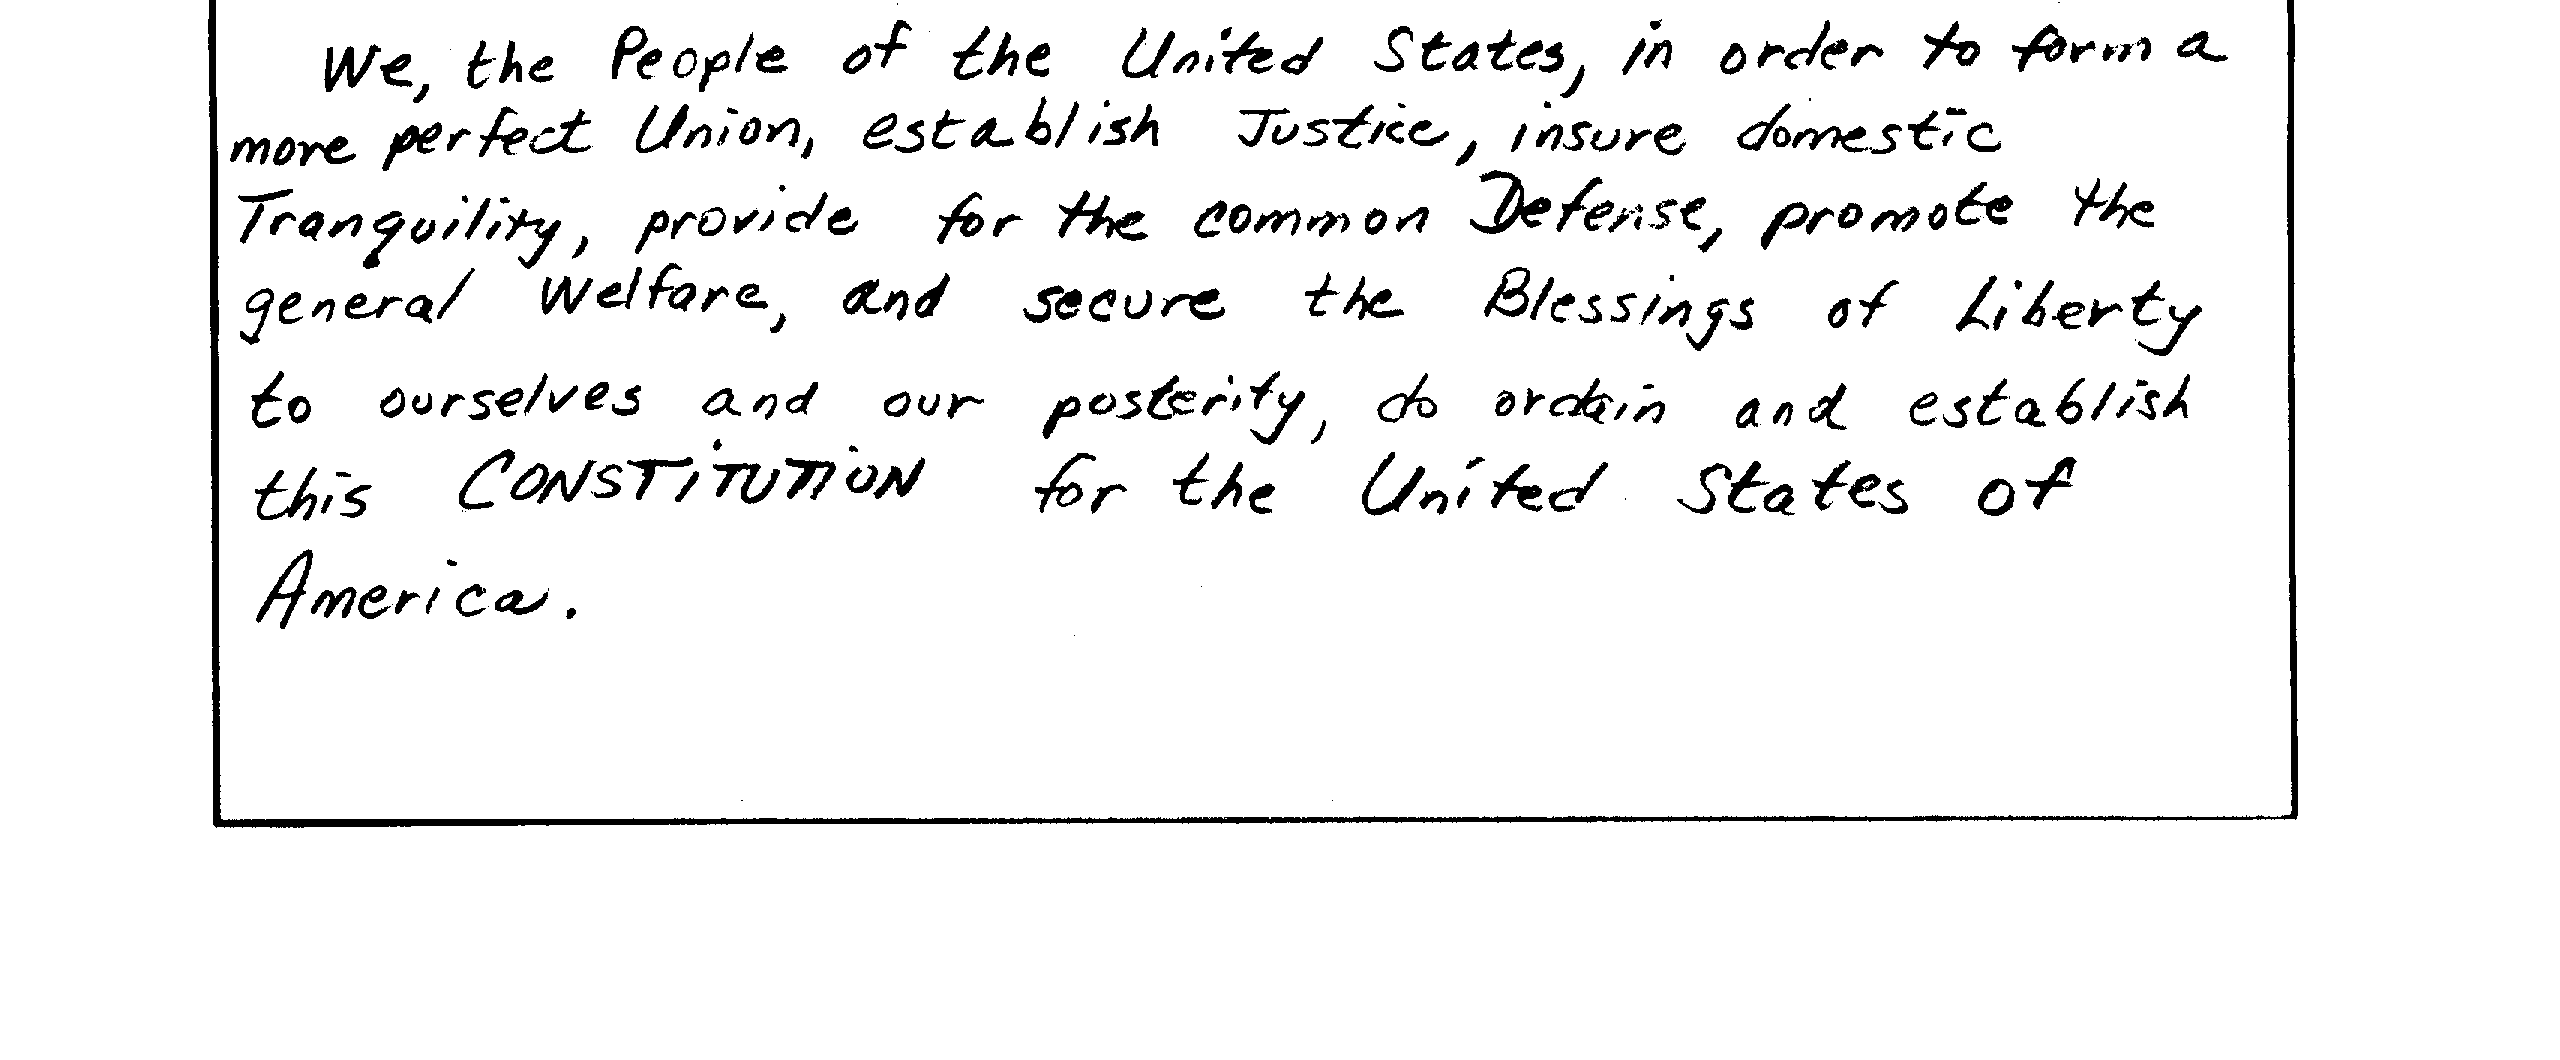 We, the People of the United States, in order to form a
more perfect Union, establish Justice, insure domestic
Tranquility, provide for the common Defense, promote the
general Welfare, and secure the Blessings of Liberty
to ourselves and our posterity, do ordain and establish
this CONSTiTUTiON for the United States of
America.